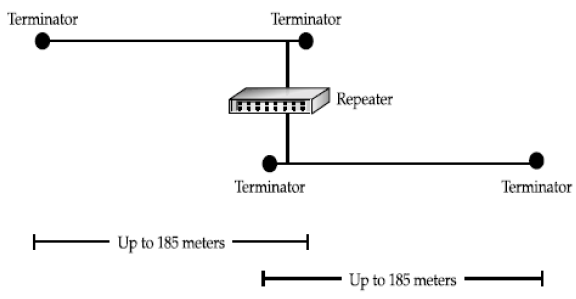 Terminator
Terminator
Repeater
Terminator
Terminator
Up to 185 meters
Up to 185 meters